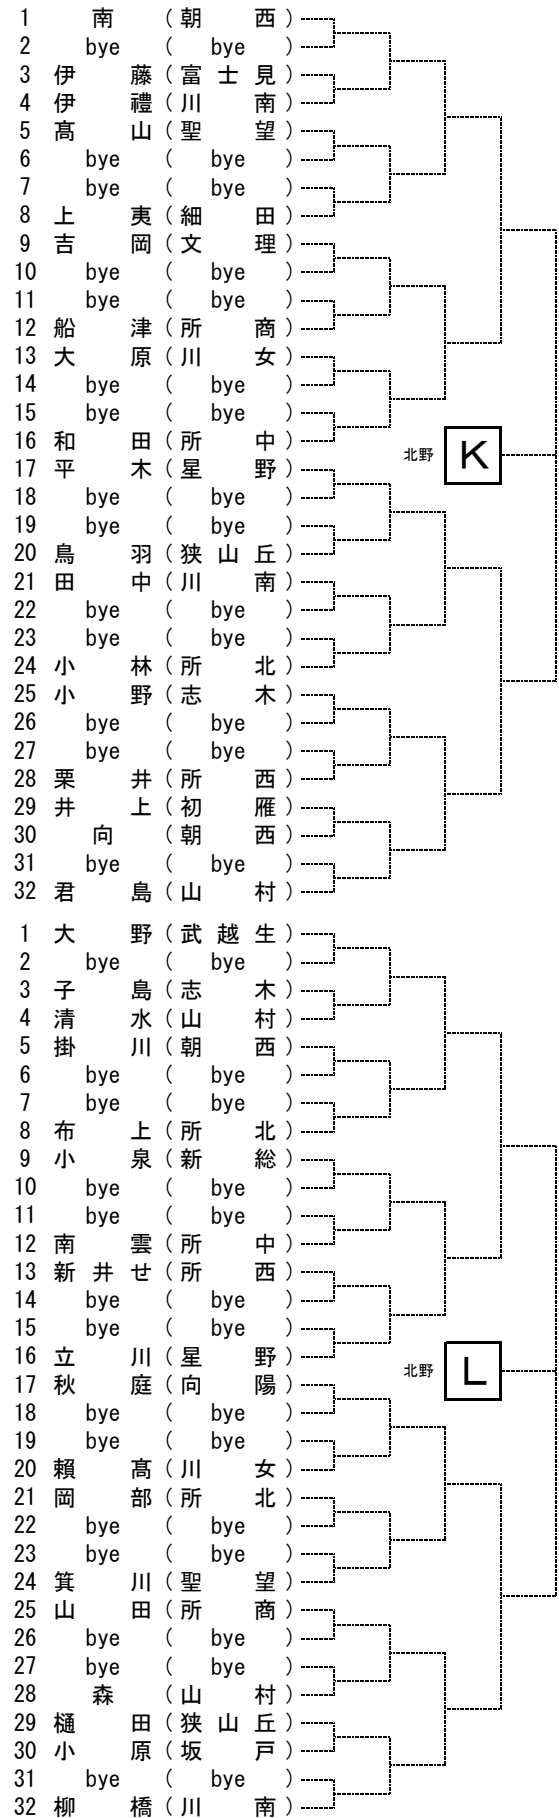 1 南 (朝西)
2 bye (bye)
3 伊藤(富士見)
4 伊禮(川南)
5 髙山(聖望)
6 bye (bye)
7 bye (bye)
8 上夷(細田)
9 吉岡(文理)
10 bye (bye)
11 bye (bye)
12 船津(所商)
13 大原(川女)
14 bye (bye)
15 bye (bye)
16 和田(所中)
北野 K
17 平木(星野)
18 bye (bye)
19 bye (bye)
20 鳥羽(狭山丘)
21 田中(川南)
22 bye (bye)
23 bye (bye)
24 小林(所北)
25 小野(志木)
26 bye (bye)
27 bye (bye)
28 栗井(所西)
29 井上(初雁)
30 向 (朝西)
31 bye (bye)
32 君島(山村)
1 大野(武越生)
2 bye (bye)
3 子島(志木)
4 清水(山村)
5 掛川(朝西)
6 bye (bye)
7 bye (bye)
8 布上(所北)
9 小泉(新総)
10 bye (bye)
11 bye (bye)
12 南雲(所中)
13 新井せ(所西)
14 bye (bye)
15 bye (bye)
16 立川(星野)
北野 L
17 秋庭(向陽)
18 bye (bye)
19 bye (bye)
20 頼髙(川女)
21 岡部(所北)
22 bye (bye)
23 bye (bye)
24 箕川(聖望)
25 山田(所商)
26 bye (bye)
27 bye (bye)
28 森 (山村)
29 樋田(狭山丘)
30 小原(坂戸)
31 bye (bye)
32 柳橋(川南)